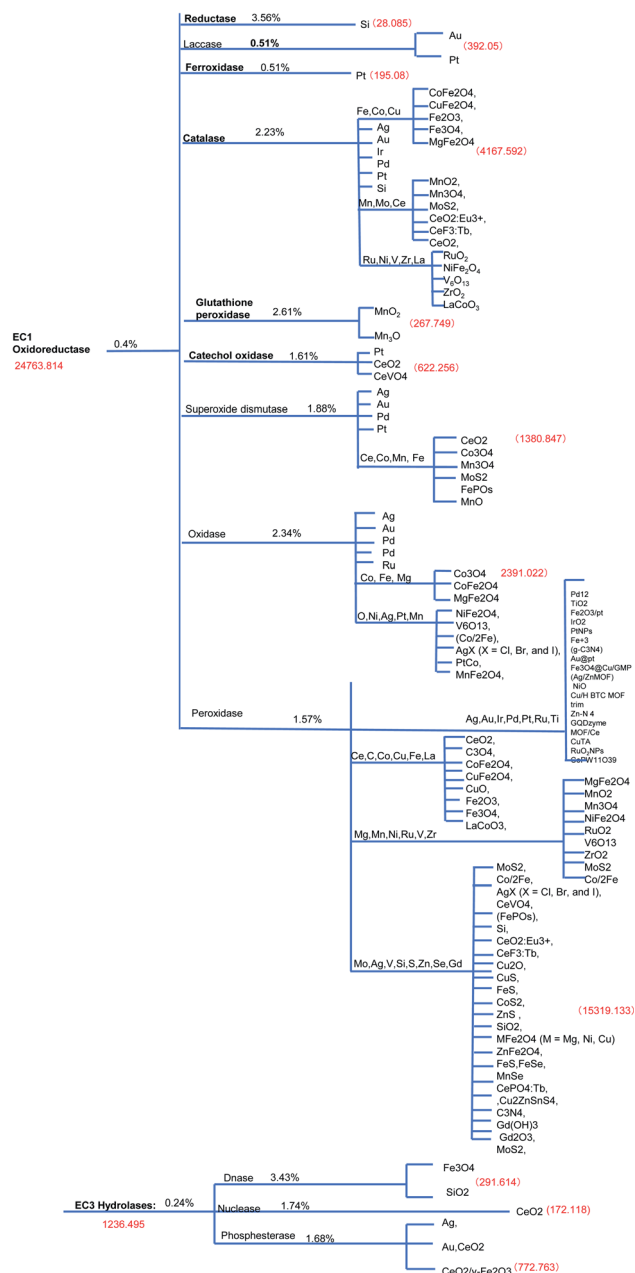 Reductase 3.56%
Si (28.085)
Laccase 0.51%
Au
(392.05)
Pt
Ferroxidase 0.51%
Pt (195.08)
Catalase 2.23%
Fe,Co,Cu
CoFe2O4,
CuFe2O4,
Fe2O3,
Fe3O4,
MgFe2O4
(4167.592)
Ag
Au
Ir
Pd
Pt
Si
Mn,Mo,Ce
MnO2,
Mn3O4,
MoS2,
CeO2:Eu3+,
CeF3:Tb,
CeO2,
Ru,Ni,V,Zr,La
RuO₂
NiFe₂O₄
V₆O₁₃
ZrO₂
LaCoO₃
Glutathione
peroxidase 2.61%
MnO₂
(267.749)
Mn₃O
EC1
Oxidoreductase 0.4%
24763.814
Catechol oxidase 1.61%
Pt
CeO2
CeVO4
(622.256)
Superoxide dismutase 1.88%
Ag
Au
Pd
Pt
Ce,Co,Mn, Fe
CeO2
(1380.847)
Co3O4
Mn3O4
MoS2
FePOs
MnO
Oxidase 2.34%
Ag
Au
Pd
Pd
Ru
Co, Fe, Mg
Co3O4 2391.022)
CoFe2O4
MgFe2O4
O,Ni,Ag,Pt,Mn
NiFe2O4,
V6O13,
(Co/2Fe),
AgX (X = Cl, Br, and I),
PtCo,
MnFe2O4,
Peroxidase 1.57%
Ag,Au,Ir,Pd,Pt,Ru,Ti
Pd12
TiO2
Fe2O3/pt
IrO2
PtNPs
Fe+3
(g-C3N4)
Au@pt
Fe3O4@Cu/GMP
(Ag/ZnMOF)
NiO
Cu/H BTC MOF
trim
Zn-N 4
GQDzyme
MOF/Ce
CuTA
RuO₂NPs
CePW11O39
Ce,C,Co,Cu,Fe,La
CeO2,
C3O4,
CoFe2O4,
CuFe2O4,
CuO,
Fe2O3,
Fe3O4,
LaCoO3,
Mg,Mn,Ni,Ru,V,Zr
MgFe2O4
MnO2
Mn3O4
NiFe2O4
RuO2
V6O13
ZrO2
MoS2
Co/2Fe
Mo,Ag,V,Si,S,Zn,Se,Gd
MoS2,
Co/2Fe,
AgX (X = Cl, Br, and I),
CeVO4,
(FePOs),
Si,
CeO2:Eu3+,
CeF3:Tb,
Cu2O,
CuS,
FeS,
CoS2,
ZnS ,
(15319.133)
SiO2,
MFe2O4 (M = Mg, Ni, Cu)
ZnFe2O4,
FeS,FeSe,
MnSe
CePO4:Tb,
,Cu2ZnSnS4,
C3N4,
Gd(OH)3
Gd2O3,
MoS2,
Dnase 3.43%
Fe3O4
(291.614)
SiO2
EC3 Hydrolases: 0.24%
1236.495
Nuclease 1.74%
CeO2 (172.118)
Phosphesterase 1.68%
Ag,
Au,CeO2
CeO2/γ-Fe2O3 (772.763)